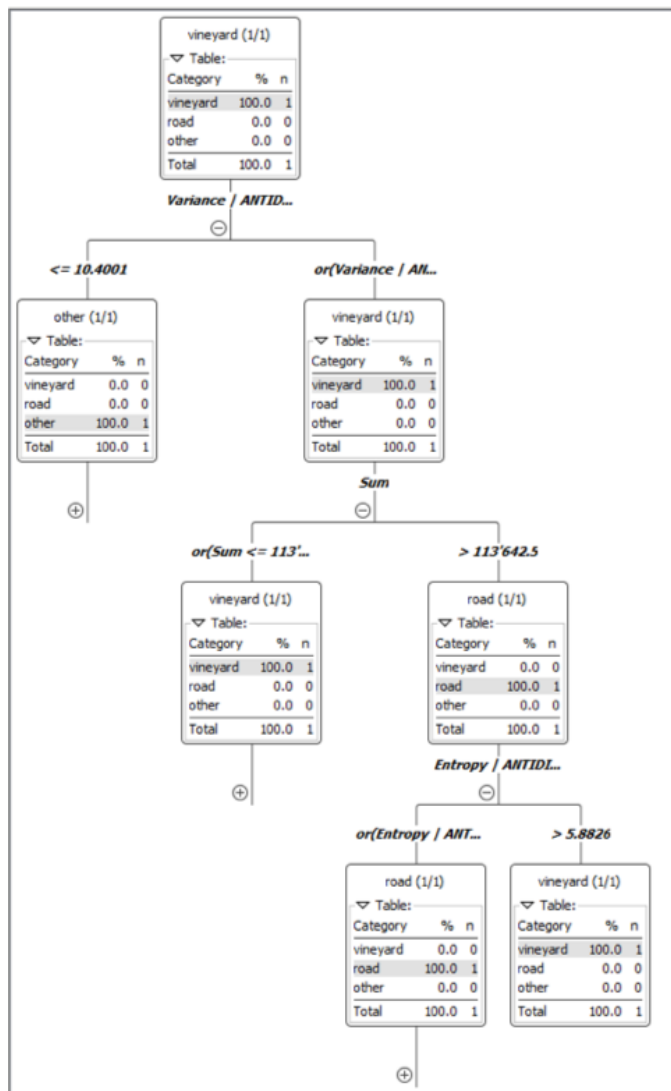 vineyard (1/1)
▽ Table:
Category % n
vineyard 100.0 1
road 0.0 0
other 0.0 0
Total 100.0 1
Variance | ANTID...
<= 10.4001
or(Variance | AN...
other (1/1)
▽ Table:
Category % n
vineyard 0.0 0
road 0.0 0
other 100.0 1
Total 100.0 1
vineyard (1/1)
▽ Table:
Category % n
vineyard 100.0 1
road 0.0 0
other 0.0 0
Total 100.0 1
Sum
or(Sum <= 113'...
> 113'642.5
vineyard (1/1)
▽ Table:
Category % n
vineyard 100.0 1
road 0.0 0
other 0.0 0
Total 100.0 1
road (1/1)
▽ Table:
Category % n
vineyard 0.0 0
road 100.0 1
other 0.0 0
Total 100.0 1
Entropy | ANTIDI...
or(Entropy | ANT...
> 5.8826
road (1/1)
▽ Table:
Category % n
vineyard 0.0 0
road 100.0 1
other 0.0 0
Total 100.0 1
vineyard (1/1)
▽ Table:
Category % n
vineyard 100.0 1
road 0.0 0
other 0.0 0
Total 100.0 1